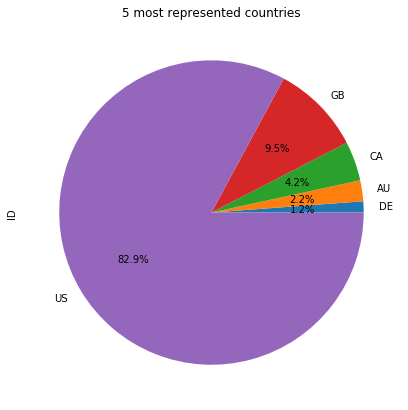 5 most represented countries
GB
9.5%
CA
4.2%
AU
2.2%
DE
1.2%
ID
82.9%
US